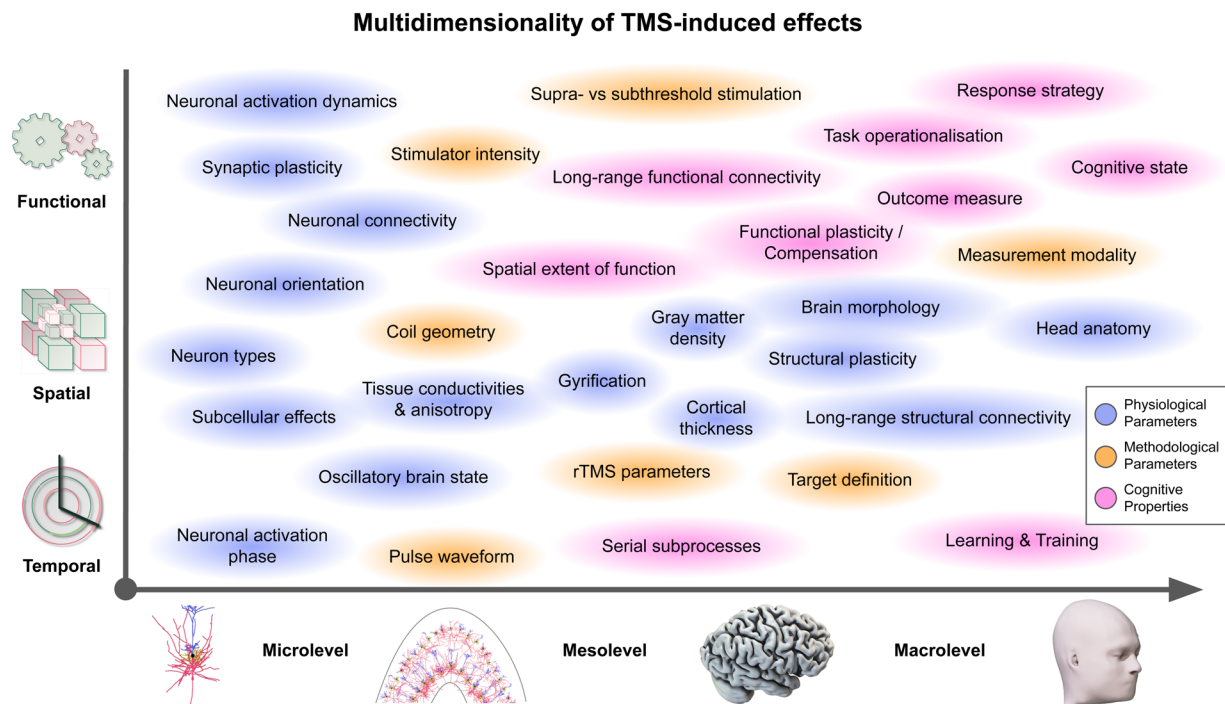 Multidimensionality of TMS-induced effects
Functional
Spatial
Temporal
Neuronal activation dynamics
Supra- vs subthreshold stimulation
Response strategy
Task operationalisation
Stimulator intensity
Synaptic plasticity
Long-range functional connectivity
Cognitive state
Outcome measure
Neuronal connectivity
Functional plasticity /
Compensation
Measurement modality
Spatial extent of function
Neuronal orientation
Brain morphology
Gray matter
density
Head anatomy
Coil geometry
Neuron types
Structural plasticity
Gyrification
Tissue conductivities
& anisotropy
Subcellular effects
Cortical
thickness
Long-range structural connectivity
Oscillatory brain state
rTMS parameters
Target definition
Neuronal activation
phase
Pulse waveform
Serial subprocesses
Learning & Training
Physiological
Parameters
Methodological
Parameters
Cognitive
Properties
Microlevel
Mesolevel
Macrolevel